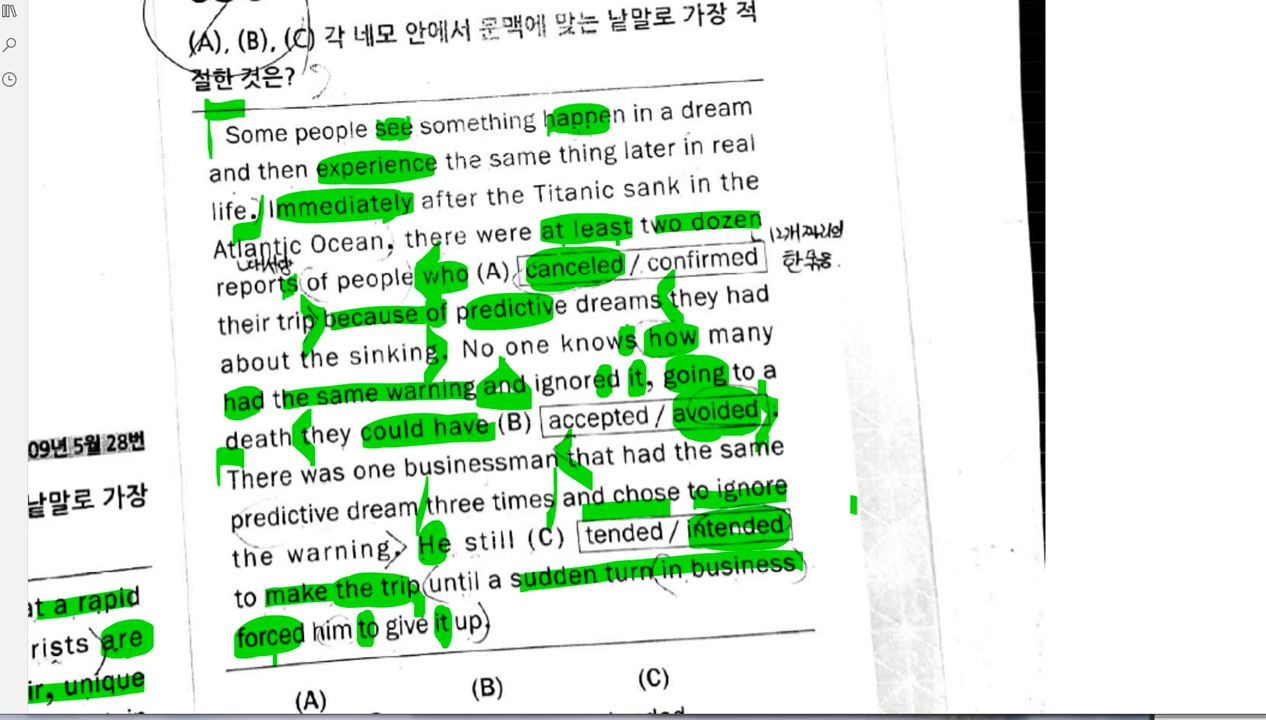 (A), (B), (C) 각 네모 안에서 문맥에 맞는 낱말로 가장 적
절한 것은?
Some people see something happen in a dream
and then experience the same thing later in real
life. Immediately after the Titanic sank in the
Atlantic Ocean, there were at least two dozen
12개 짜리의
한 묶음.
대서양
reports of people who (A) canceled / confirmed
their trip because of predictive dreams they had
about the sinking. No one knows how many
had the same warning and ignored it, going to a
death they could have (B) accepted / avoided.
There was one businessman that had the same
predictive dream three times and chose to ignore
the warning. He still (C) tended / intended
to make the trip until a sudden turn in business
forced him to give it up.
(A) (B) (C)
09년 5월 28번
낱말로 가장
at a rapid
rists are
ir, unique